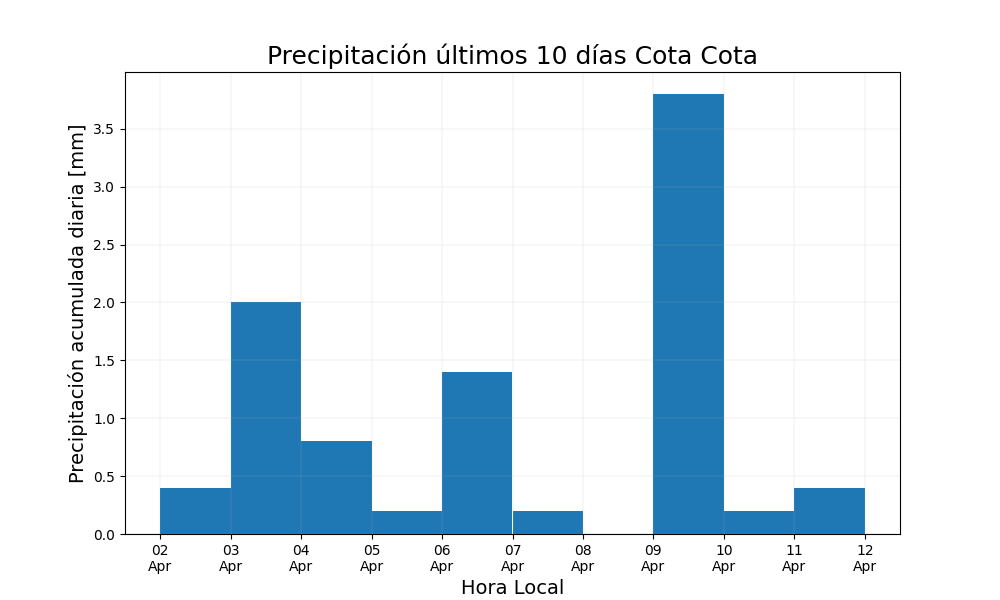 Precipitación últimos 10 días Cota Cota
Precipitación acumulada diaria [mm]
3.5
3.0
2.5
2.0
1.5
1.0
0.5
0.0
02 03 04 05 06 07 08 09 10 11 12
Apr Apr Apr Apr Apr Apr Apr Apr Apr Apr Apr
Hora Local